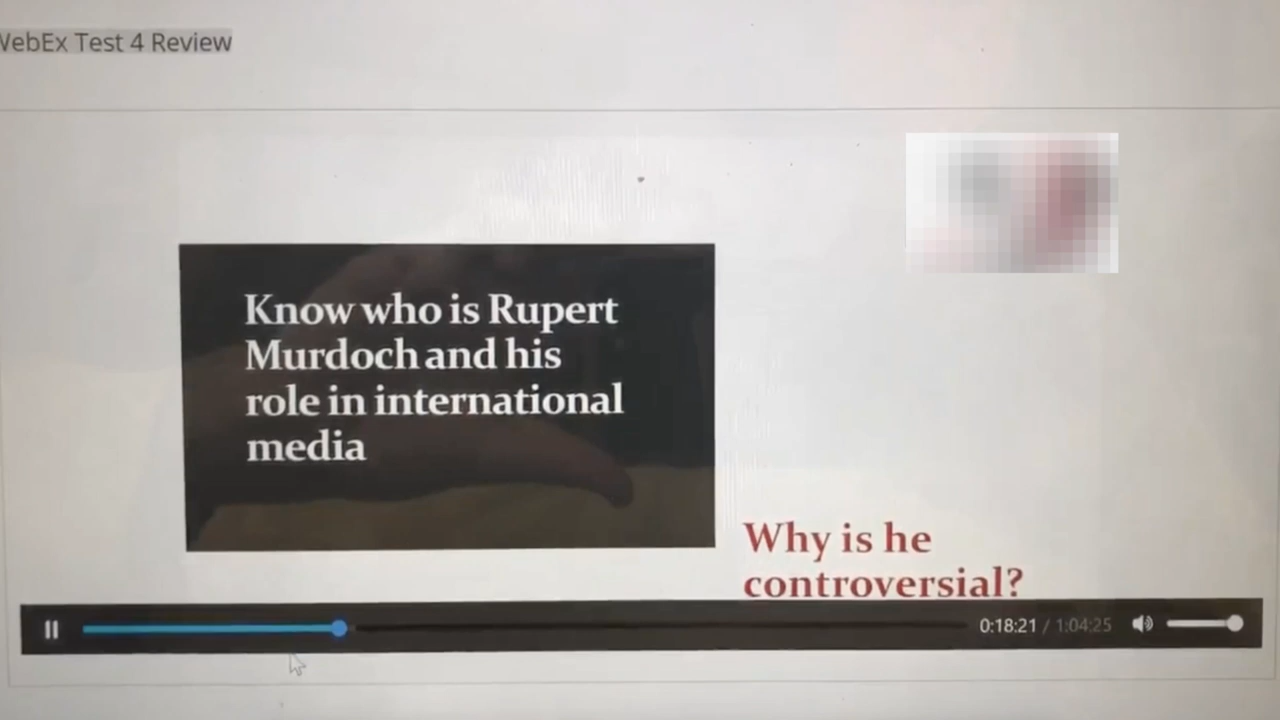 WebEx Test 4 Review
Know who is Rupert
Murdoch and his
role in international
media
Why is he
controversial?
0:18:21 / 1:04:25